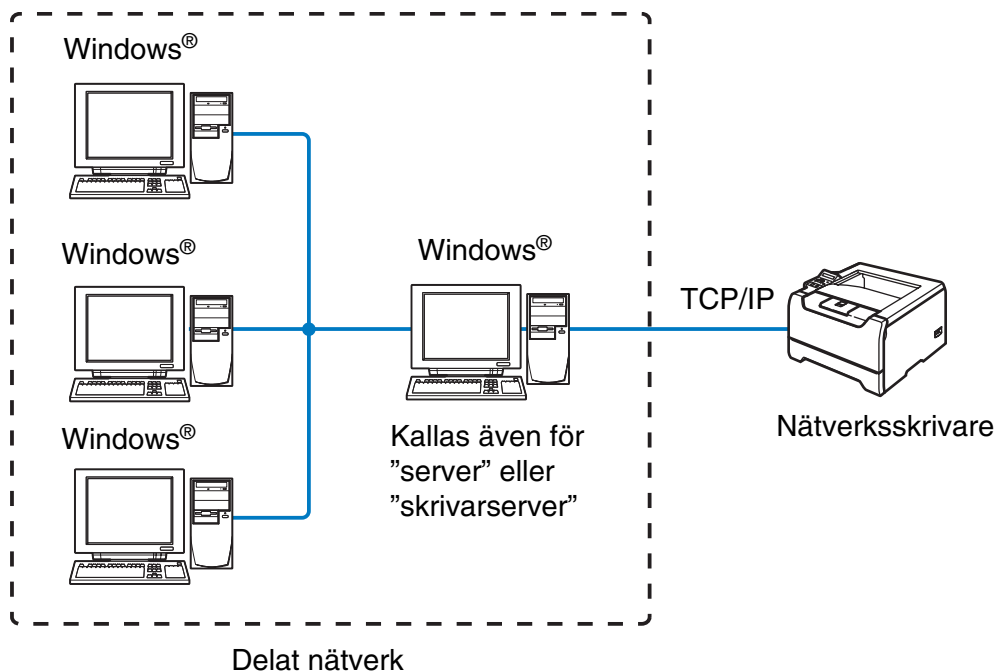 Windows®
Windows®
Windows®
Windows®
Kallas även för
”server” eller
”skrivarserver”
TCP/IP
Nätverksskrivare
Delat nätverk